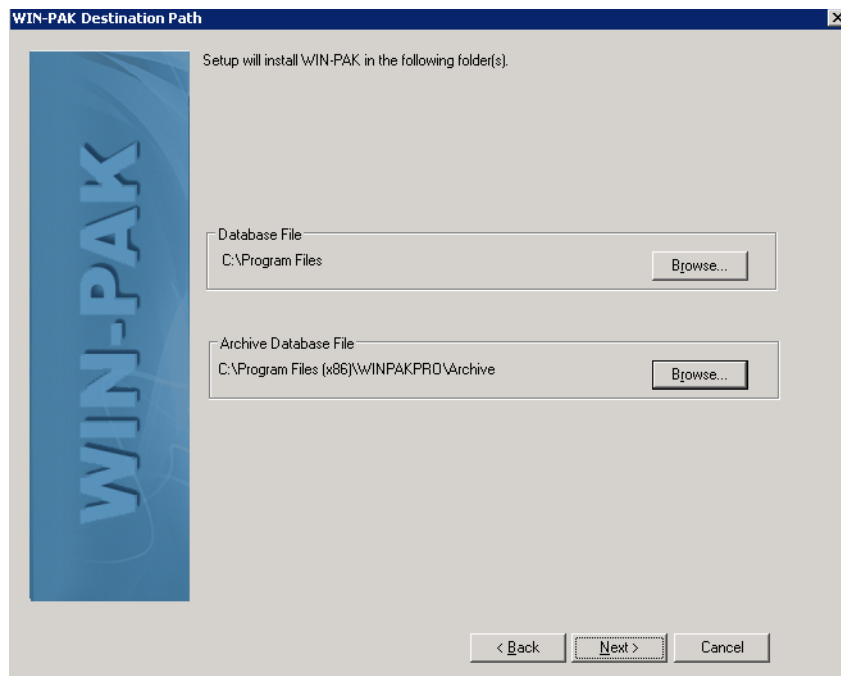 WIN-PAK Destination Path
Setup will install WIN-PAK in the following folder(s).
WIN-PAK
Database File
C:\Program Files
Browse...
Archive Database File
C:\Program Files (x86)\WINPAKPRO\Archive
Browse...
< Back Next > Cancel